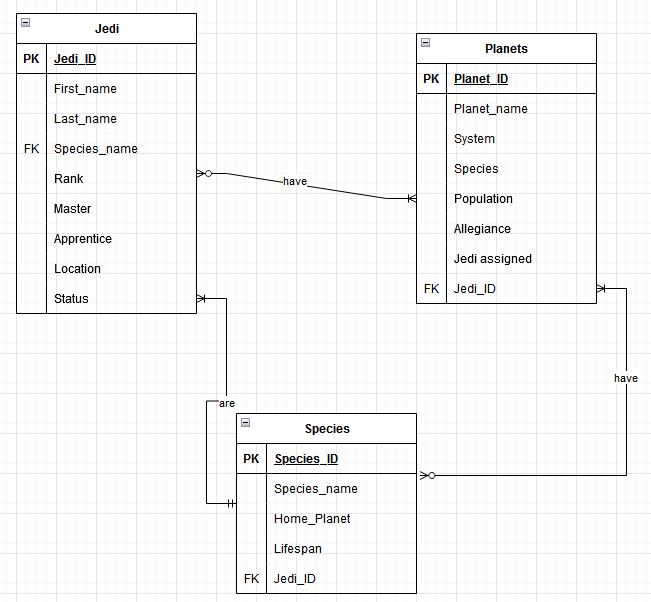 Jedi
PK Jedi_ID
First_name
Last_name
FK Species_name
Rank
Master
Apprentice
Location
Status
Planets
PK Planet_ID
Planet_name
System
Species
Population
Allegiance
Jedi assigned
FK Jedi_ID
have
have
are
Species
PK Species_ID
Species_name
Home_Planet
Lifespan
FK Jedi_ID